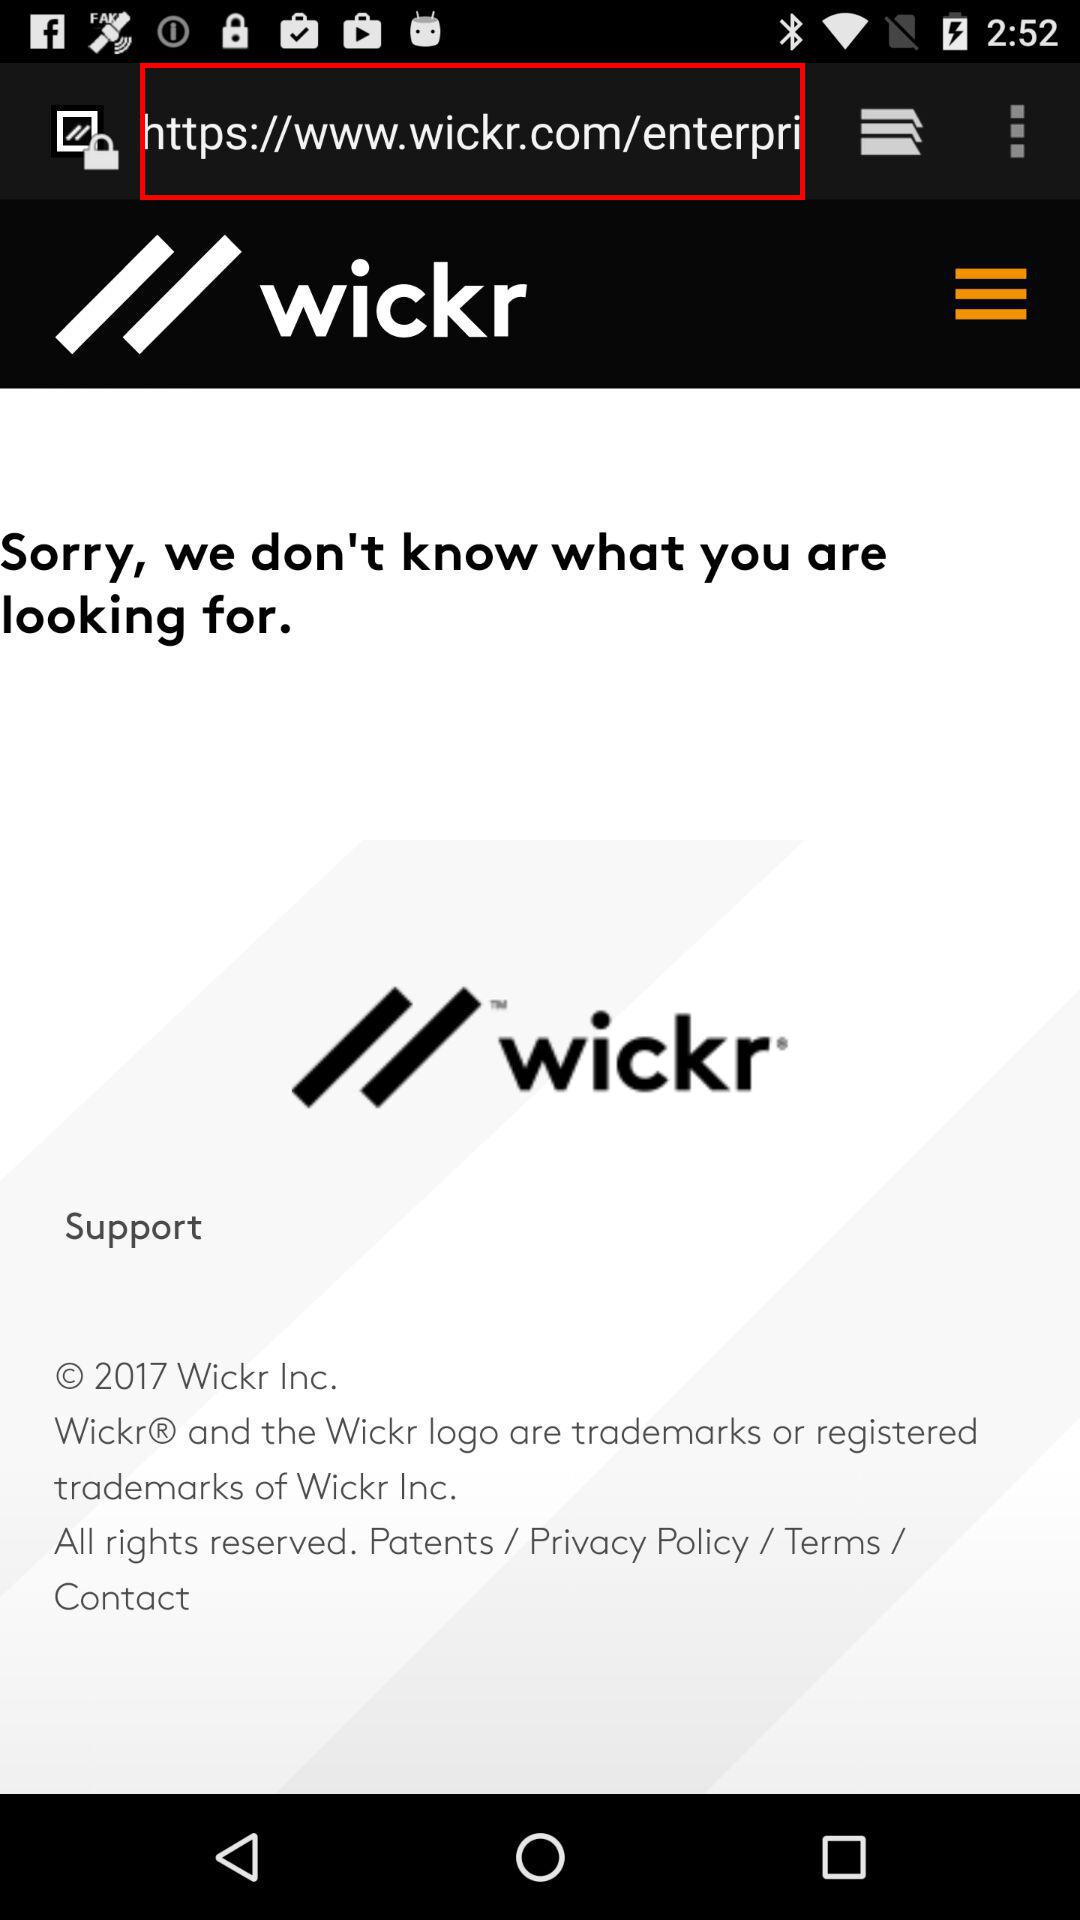 FAK
2:52
https://www.wickr.com/enterpri
wickr
Sorry, we don't know what you are
looking for.
™ wickr®
Support
© 2017 Wickr Inc.
Wickr® and the Wickr logo are trademarks or registered
trademarks of Wickr Inc.
All rights reserved. Patents / Privacy Policy / Terms /
Contact